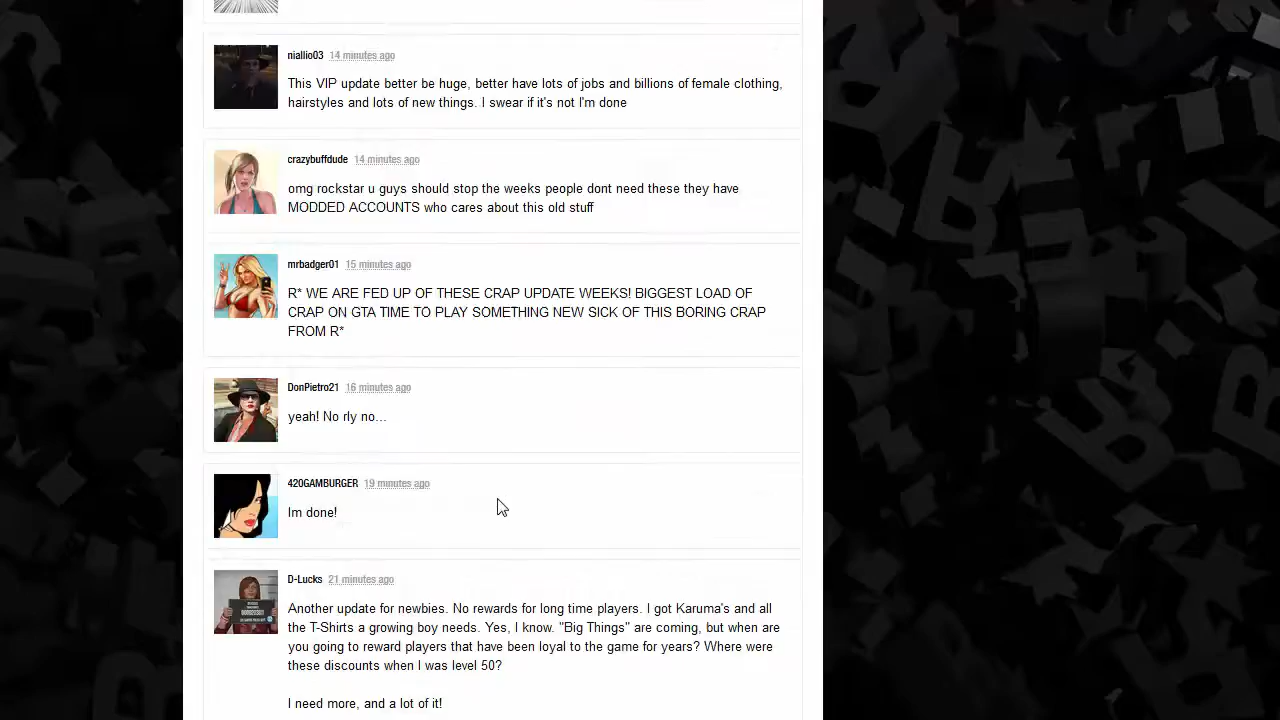 niallio03 14 minutes ago
This VIP update better be huge, better have lots of jobs and billions of female clothing,
hairstyles and lots of new things. I swear if it's not I'm done
crazybuffdude 14 minutes ago
omg rockstar u guys should stop the weeks people dont need these they have
MODDED ACCOUNTS who cares about this old stuff
mrbadger01 15 minutes ago
R* WE ARE FED UP OF THESE CRAP UPDATE WEEKS! BIGGEST LOAD OF
CRAP ON GTA TIME TO PLAY SOMETHING NEW SICK OF THIS BORING CRAP
FROM R*
DonPietro21 16 minutes ago
yeah! No rly no...
420GAMBURGER 19 minutes ago
Im done!
D-Lucks 21 minutes ago
Another update for newbies. No rewards for long time players. I got Karuma's and all
the T-Shirts a growing boy needs. Yes, I know. "Big Things" are coming, but when are
you going to reward players that have been loyal to the game for years? Where were
these discounts when I was level 50?
I need more, and a lot of it!